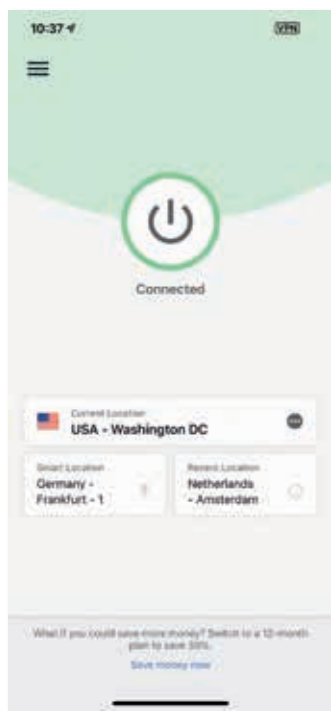 10:37
VPN
Connected
Current Location
USA - Washington DC
Smart Location
Recent Location
Germany -
Frankfurt - 1
Netherlands
- Amsterdam
What if you could save more money? Switch to a 12-month
plan to save 35%.
Save money now